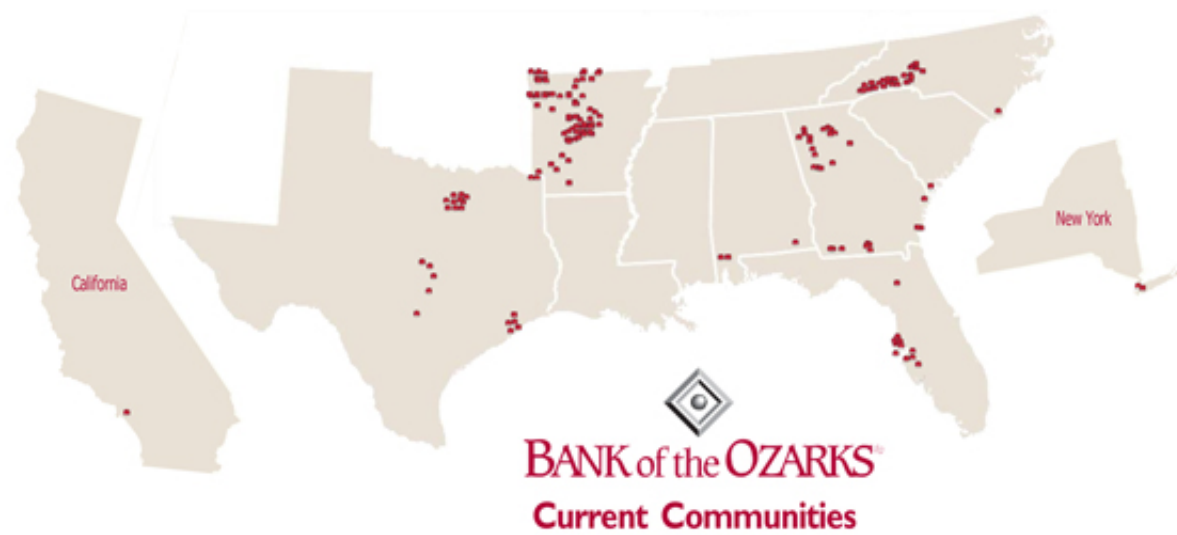 California
New York
BANK of the OZARKS
Current Communities